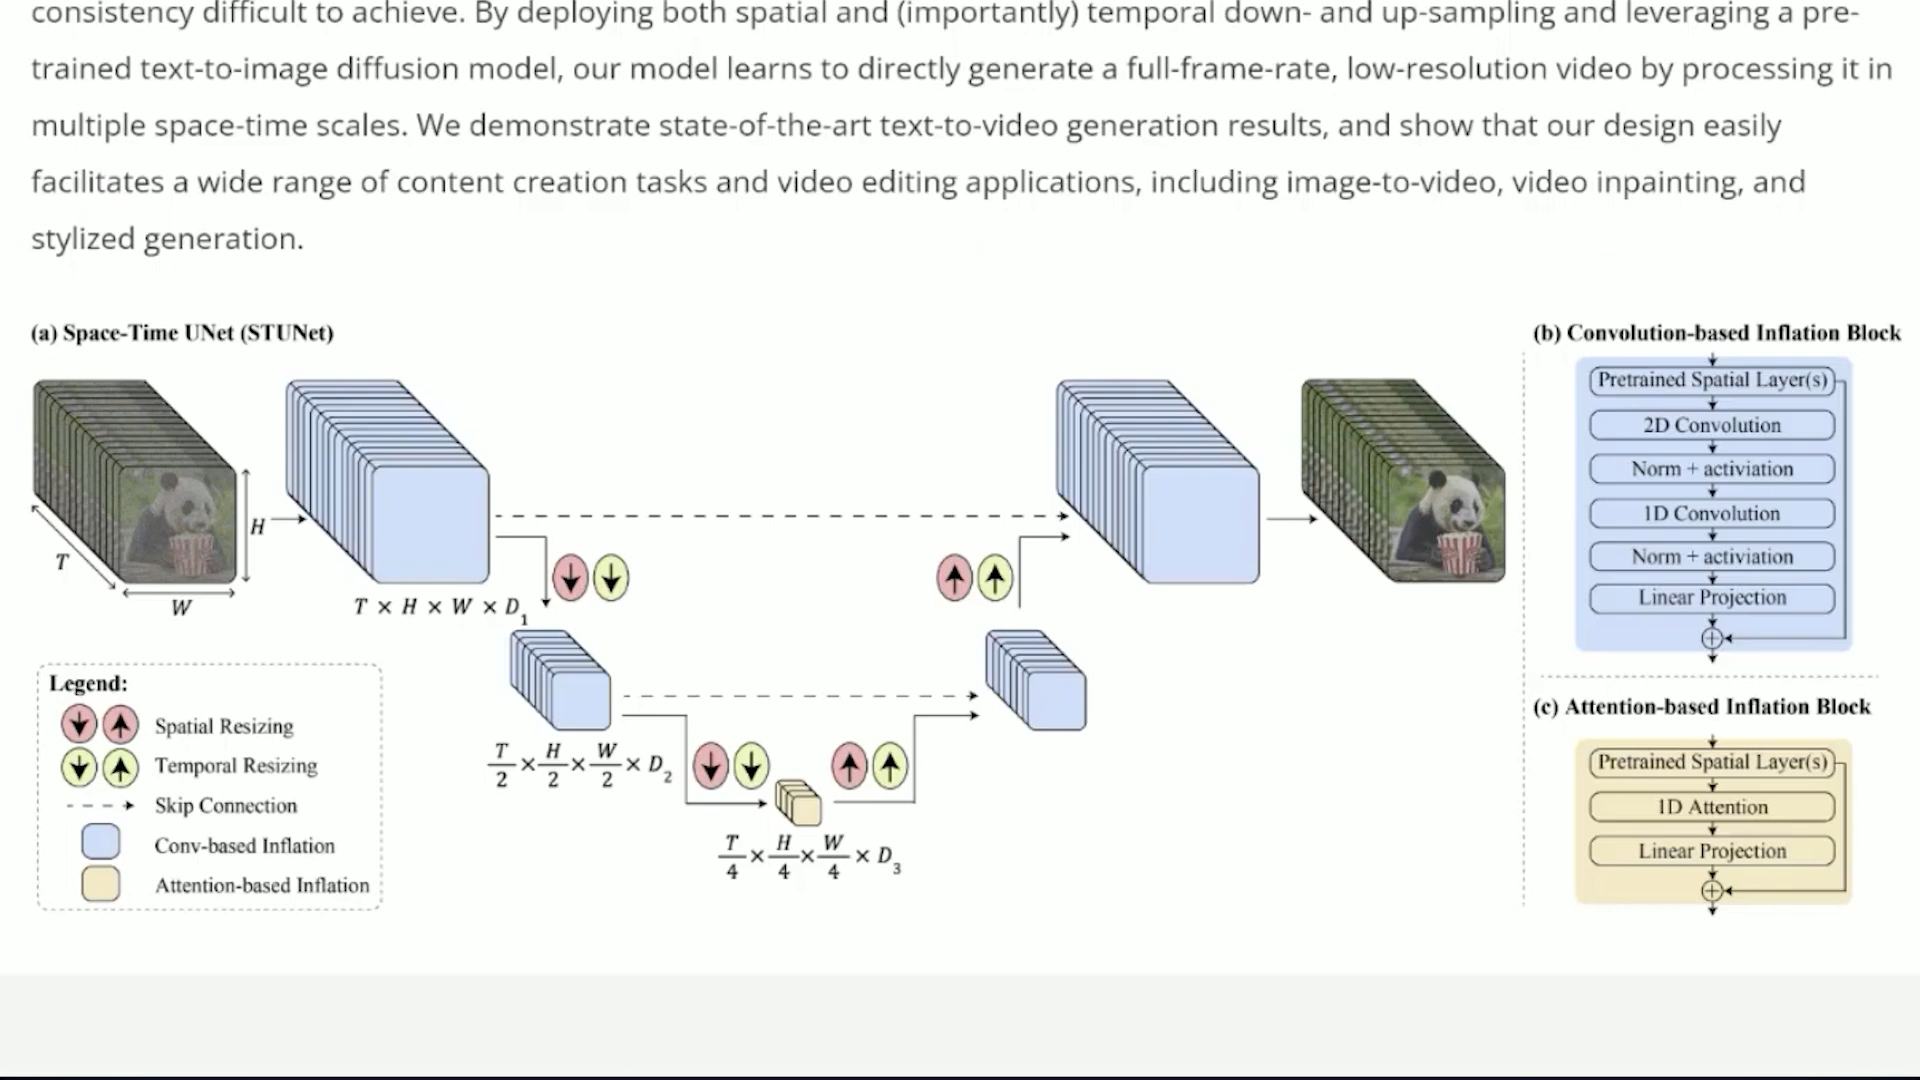 consistency difficult to achieve. By deploying both spatial and (importantly) temporal down- and up-sampling and leveraging a pre-
trained text-to-image diffusion model, our model learns to directly generate a full-frame-rate, low-resolution video by processing it in
multiple space-time scales. We demonstrate state-of-the-art text-to-video generation results, and show that our design easily
facilitates a wide range of content creation tasks and video editing applications, including image-to-video, video inpainting, and
stylized generation.
(a) Space-Time UNet (STUNet)
H
T
W
T × H × W × D1
T/2 × H/2 × W/2 × D2
T/4 × H/4 × W/4 × D3
Legend:
Spatial Resizing
Temporal Resizing
Skip Connection
Conv-based Inflation
Attention-based Inflation
(b) Convolution-based Inflation Block
Pretrained Spatial Layer(s)
2D Convolution
Norm + activiation
1D Convolution
Norm + activiation
Linear Projection
(c) Attention-based Inflation Block
Pretrained Spatial Layer(s)
1D Attention
Linear Projection